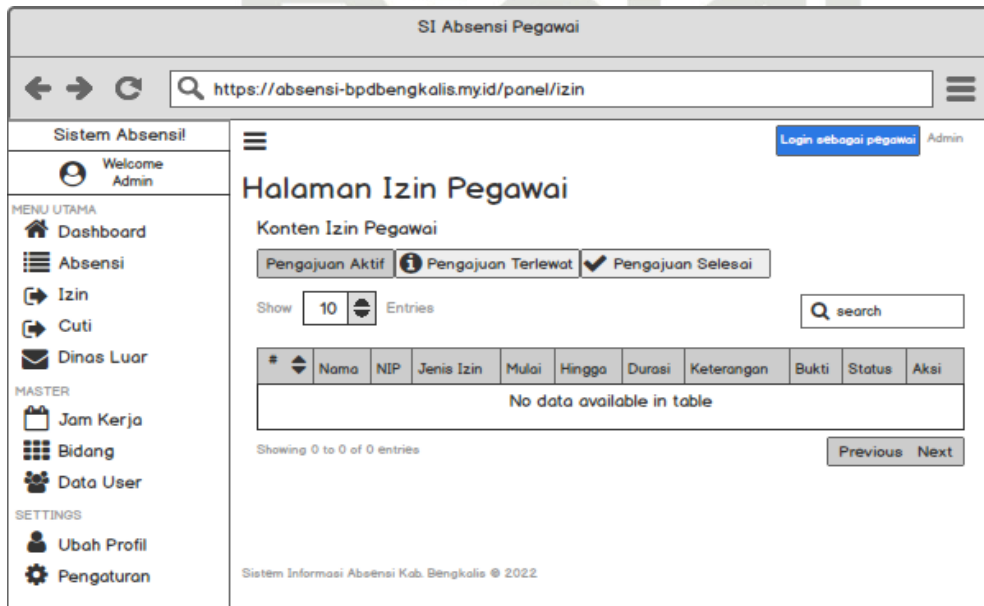 SI Absensi Pegawai
https://absensi-bpdbengkalis.my.id/panel/izin
Sistem Absensi!
Welcome
Admin
MENU UTAMA
Dashboard
Absensi
Izin
Cuti
Dinas Luar
MASTER
Jam Kerja
Bidang
Data User
SETTINGS
Ubah Profil
Pengaturan
Login sebagai pegawai Admin
Halaman Izin Pegawai
Konten Izin Pegawai
Pengajuan Aktif Pengajuan Terlewat Pengajuan Selesai
Show 10 Entries search
# Nama NIP Jenis Izin Mulai Hingga Durasi Keterangan Bukti Status Aksi
No data available in table
Showing 0 to 0 of 0 entries Previous Next
Sistem Informasi Absensi Kab. Bengkalis © 2022